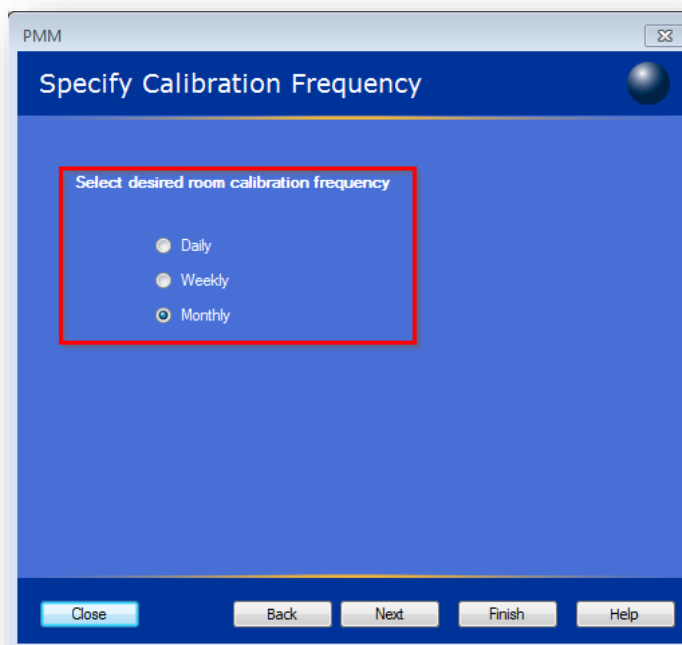 PMM
Specify Calibration Frequency
Select desired room calibration frequency
Daily
Weekly
Monthly
Close Back Next Finish Help